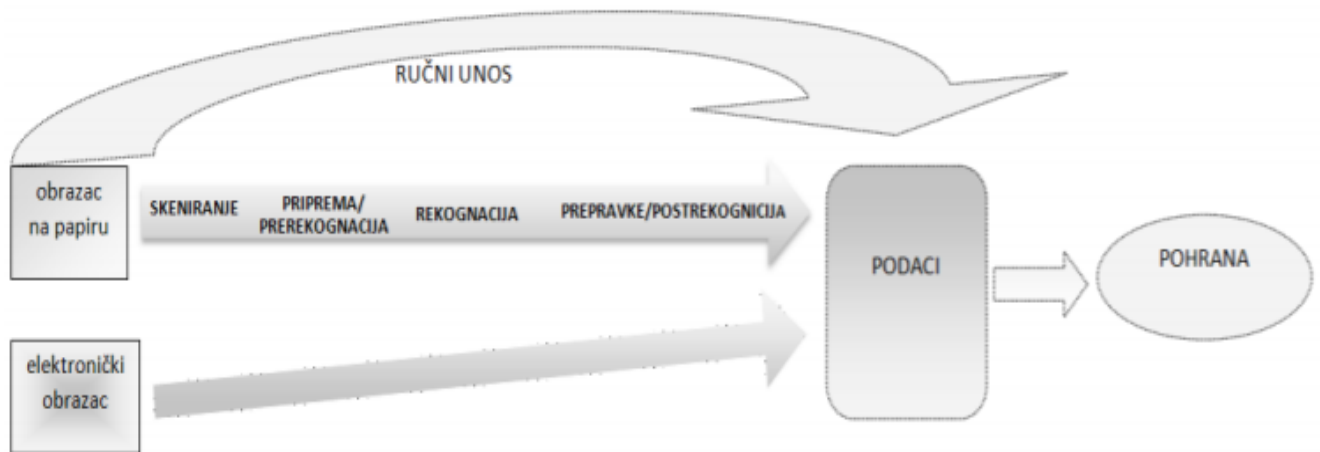 RUČNI UNOS
obrazac
na papiru
SKENIRANJE
PRIPREMA/
PREREKOGNACIJA
REKOGNACIJA
PREPRAVKE/POSTREKOGNICIJA
PODACI
POHRANA
elektronički
obrazac